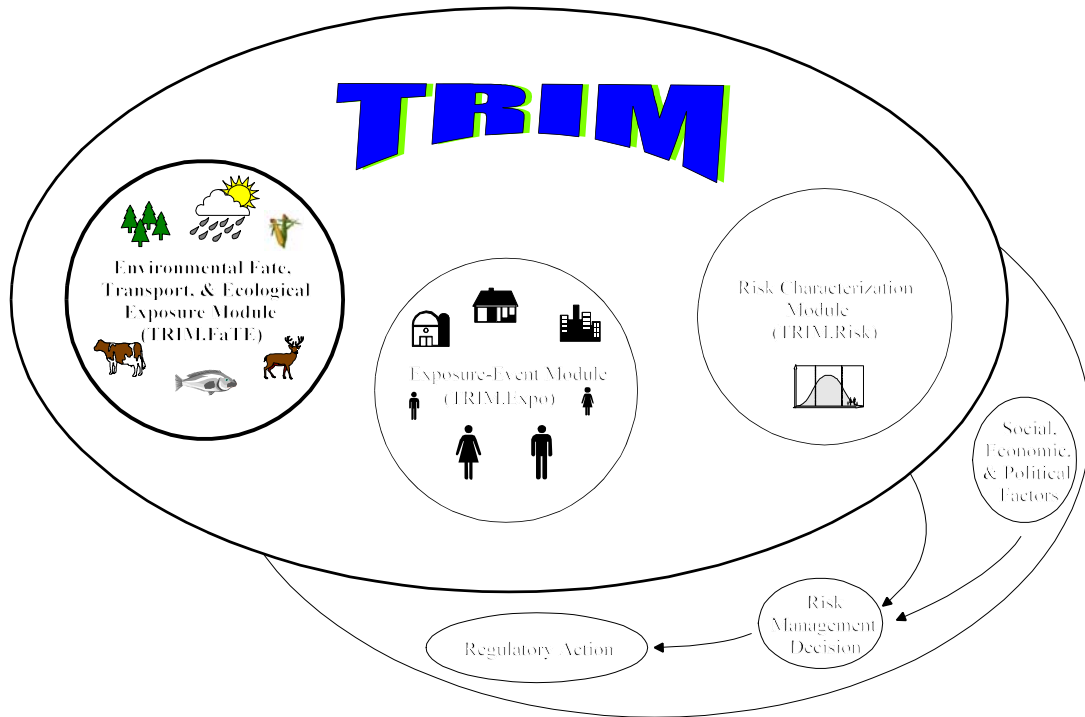 TRIM
Environmental Fate,
Transport, & Ecological
Exposure Module
(TRIM.FaTE)
Exposure-Event Module
(TRIM.Expo)
Risk Characterization
Module
(TRIM.Risk)
Social,
Economic,
& Political
Factors
Risk
Management
Decision
Regulatory Action